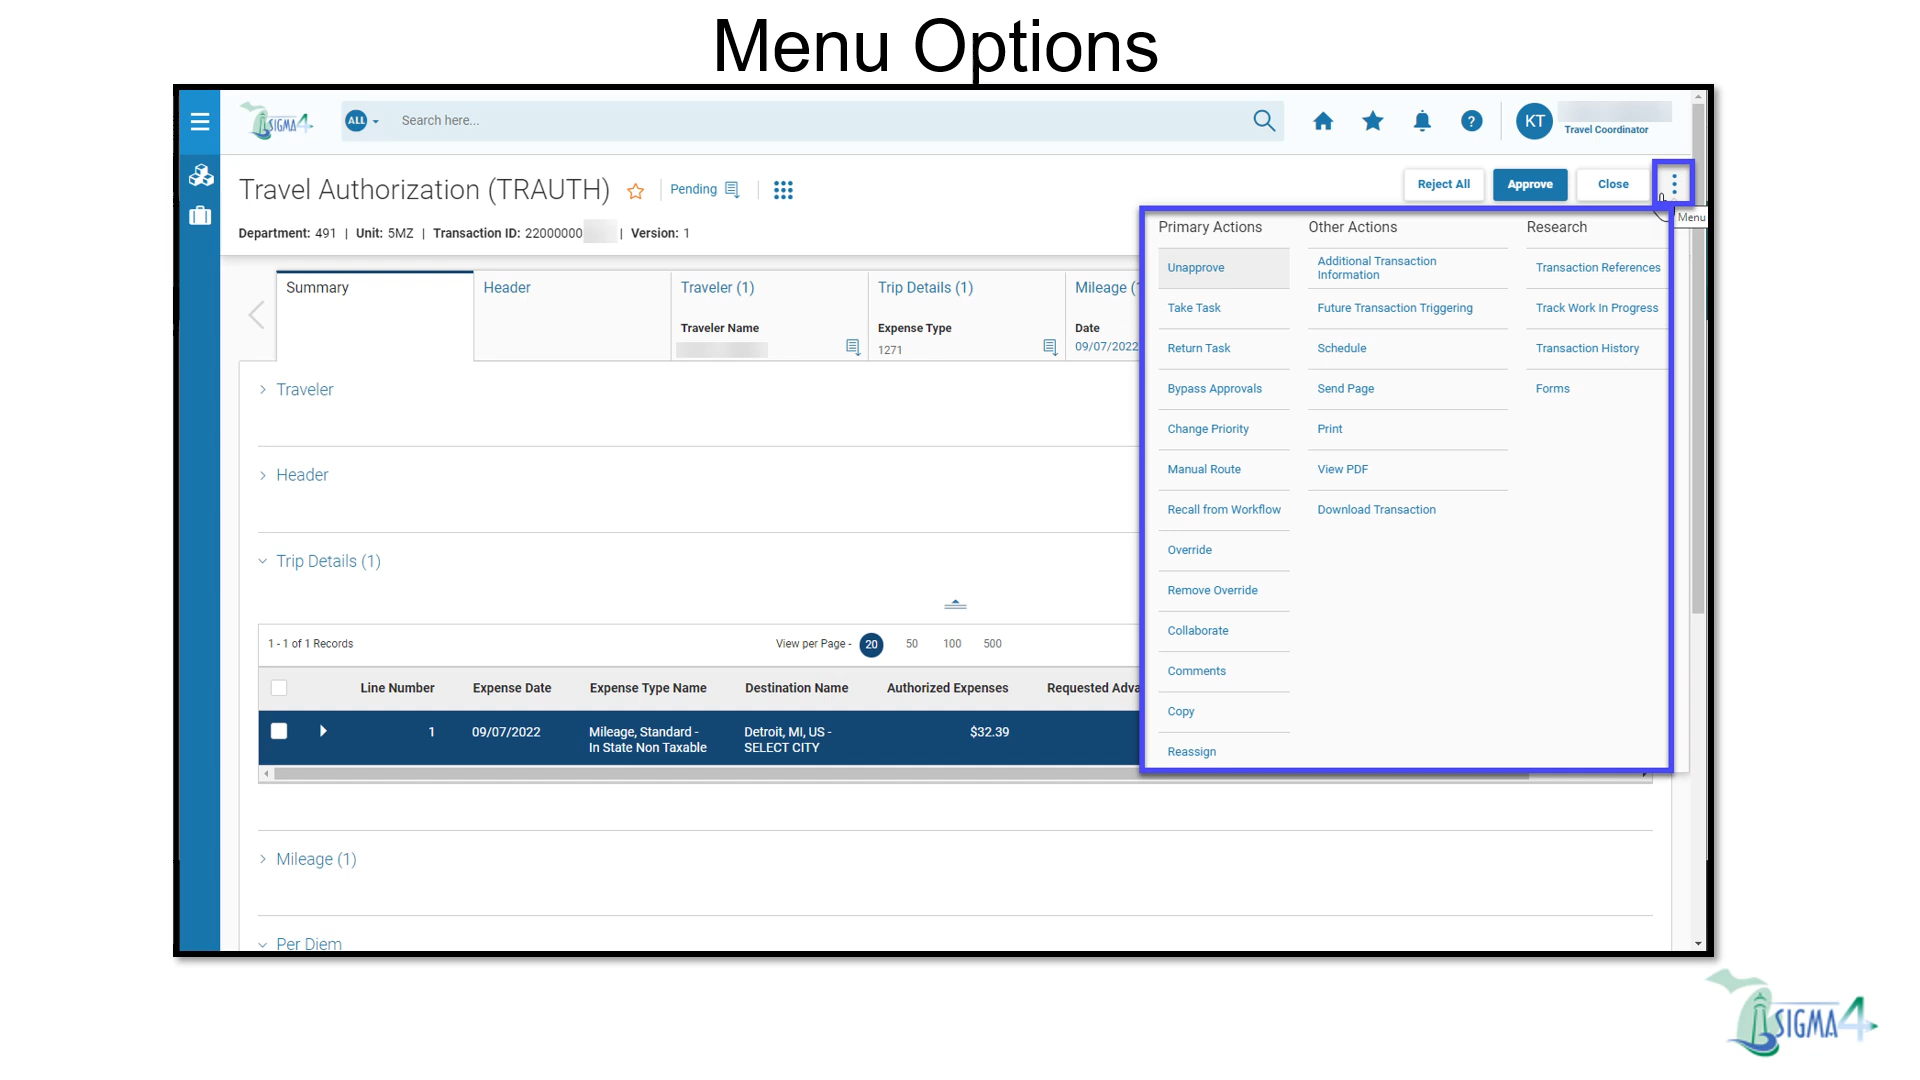 Menu Options
SIGMA4
ALL
Search here...
?
KT
Travel Coordinator
Travel Authorization (TRAUTH)
Pending
Reject All
Approve
Close
Menu
Department: 491 | Unit: 5MZ | Transaction ID: 22000000 | Version: 1
Primary Actions
Unapprove
Take Task
Return Task
Bypass Approvals
Change Priority
Manual Route
Recall from Workflow
Override
Remove Override
Collaborate
Comments
Copy
Reassign
Other Actions
Additional Transaction
Information
Future Transaction Triggering
Schedule
Send Page
Print
View PDF
Download Transaction
Research
Transaction References
Track Work In Progress
Transaction History
Forms
Summary
Header
Traveler (1)
Traveler Name
Trip Details (1)
Expense Type
1271
Mileage (
Date
09/07/2022
Traveler
Header
Trip Details (1)
1 - 1 of 1 Records
View per Page - 20 50 100 500
Line Number Expense Date Expense Type Name Destination Name Authorized Expenses Requested Adva
1 09/07/2022 Mileage, Standard - Detroit, MI, US - $32.39
In State Non Taxable SELECT CITY
Mileage (1)
Per Diem
SIGMA4